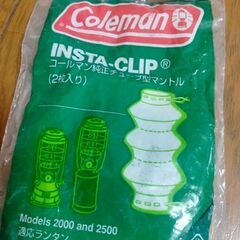 Coleman
INSTA-CLIP®
コールマン純正チューブ型マントル
(2枚入り)
Models 2000 and 2500
適応ランタン